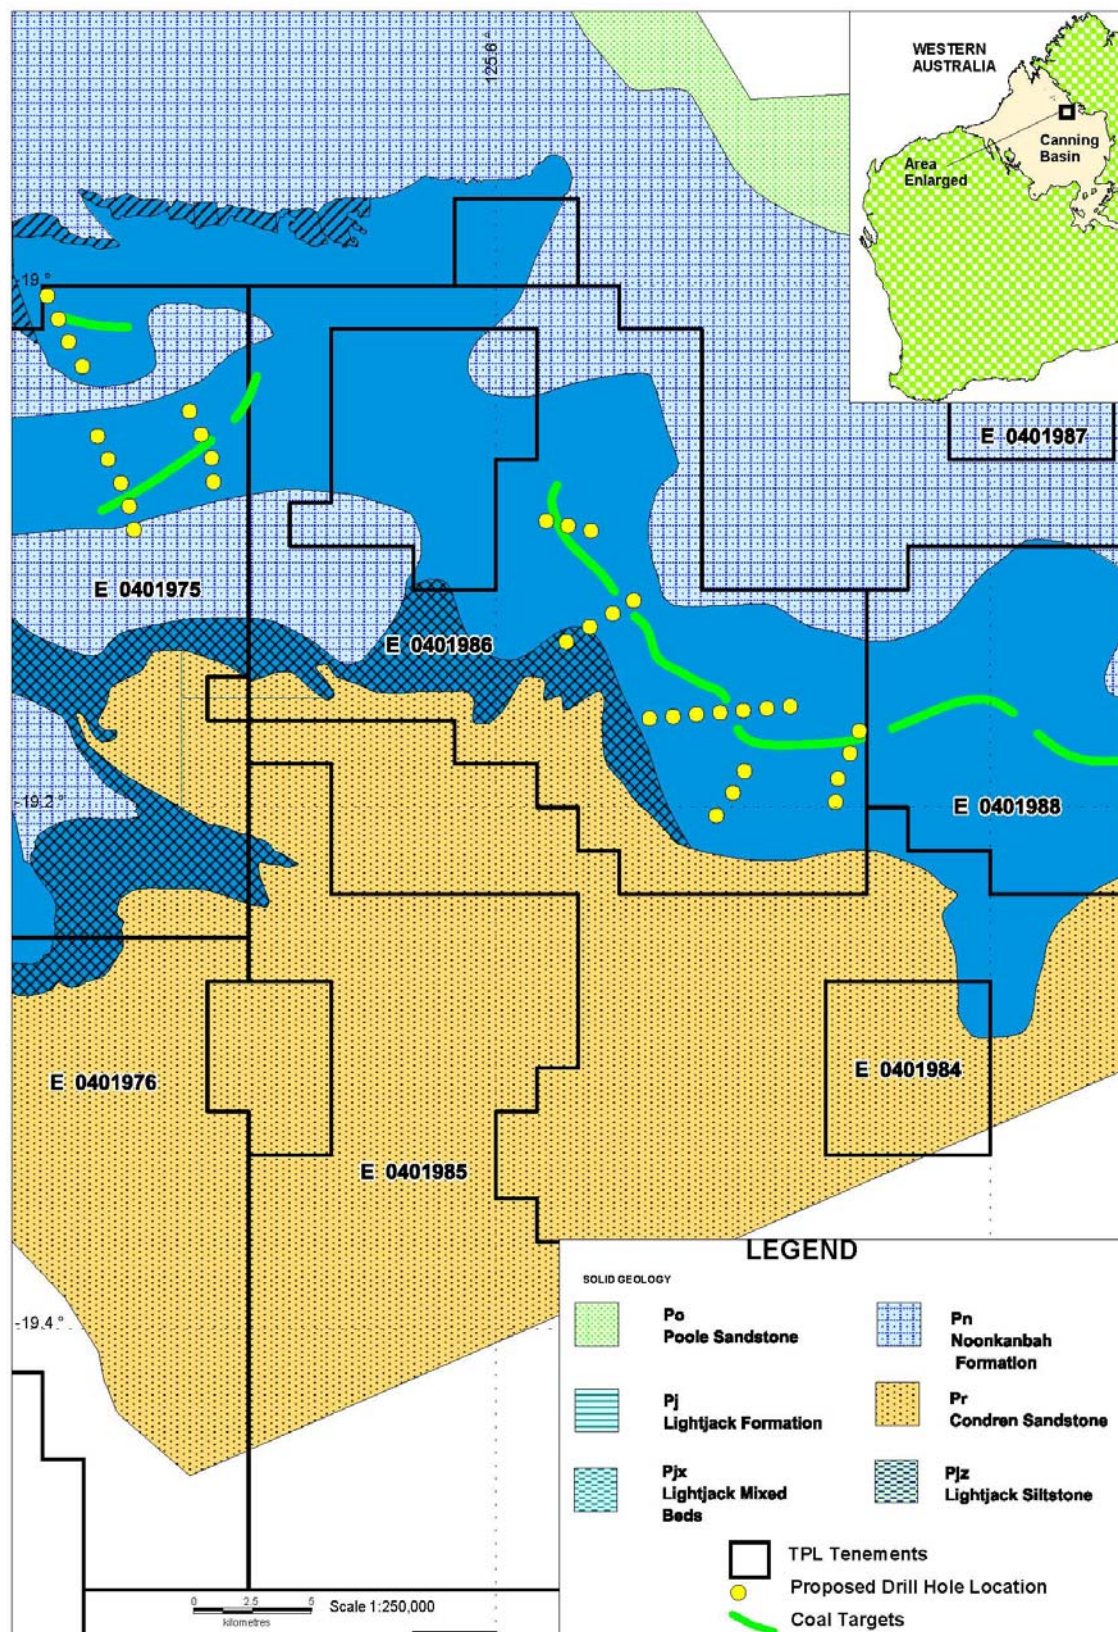 125.6°
WESTERN
AUSTRALIA
Canning
Basin
Area
Enlarged
-19.°
E 0401987
E 0401975
E 0401986
-19.2°
E 0401988
E 0401976
E 0401984
E 0401985
-19.4°
LEGEND
SOLID GEOLOGY
Po
Poole Sandstone
Pn
Noonkanbah
Formation
Pj
Lightjack Formation
Pr
Condren Sandstone
Pjx
Lightjack Mixed
Beds
Pjz
Lightjack Siltstone
TPL Tenements
Proposed Drill Hole Location
Coal Targets
0 2.5 5
kilometres
Scale 1:250,000